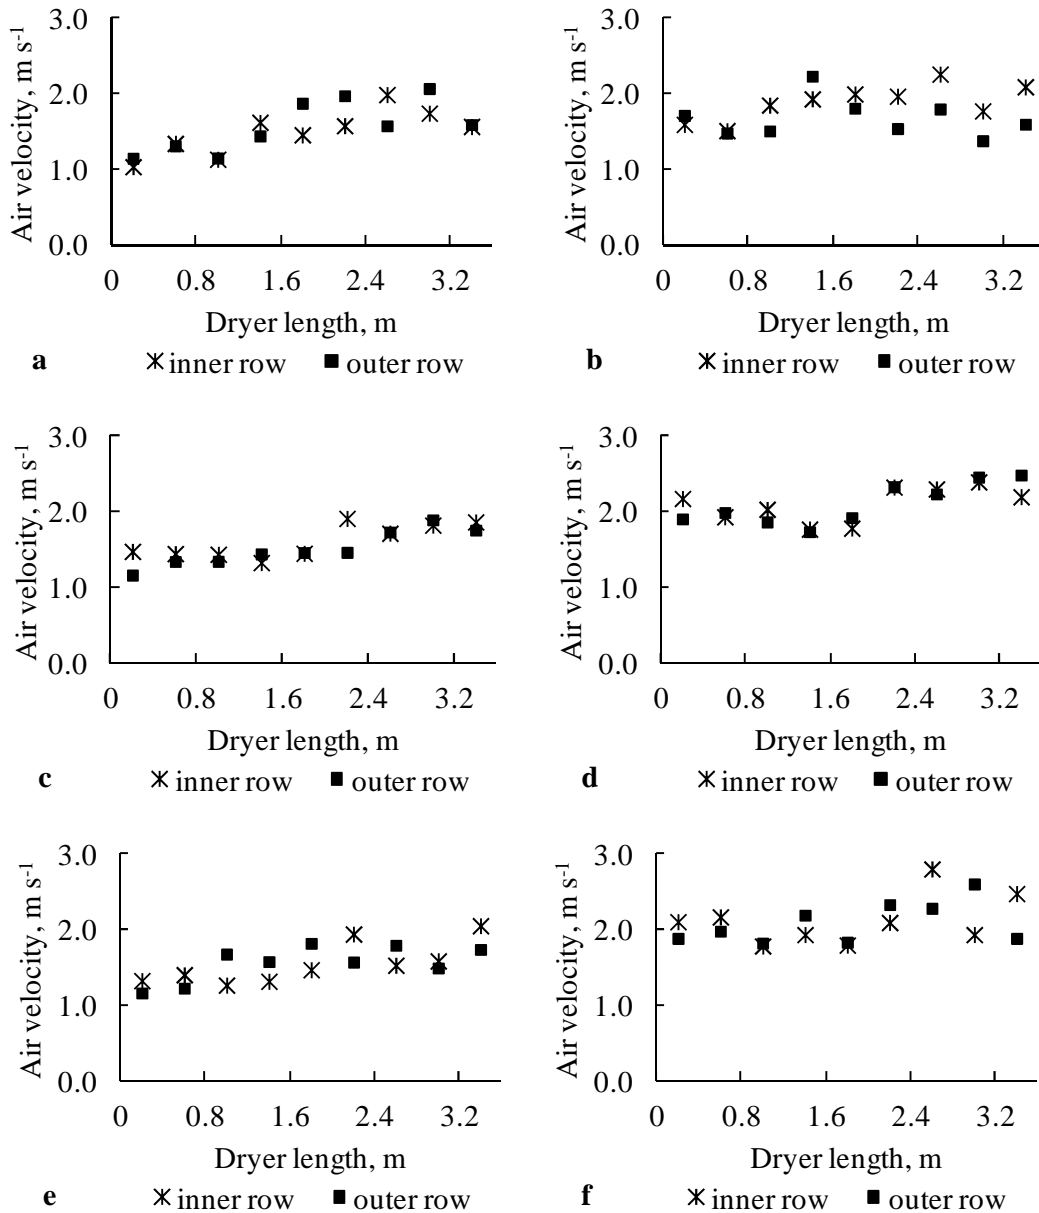 3.0
2.0
1.0
0.0
Air velocity, m s-1
0 0.8 1.6 2.4 3.2
Dryer length, m
a inner row outer row
3.0
2.0
1.0
0.0
Air velocity, m s-1
0 0.8 1.6 2.4 3.2
Dryer length, m
b inner row outer row
3.0
2.0
1.0
0.0
Air velocity, m s-1
0 0.8 1.6 2.4 3.2
Dryer length, m
c inner row outer row
3.0
2.0
1.0
0.0
Air velocity, m s-1
0 0.8 1.6 2.4 3.2
Dryer length, m
d inner row outer row
3.0
2.0
1.0
0.0
Air velocity, m s-1
0 0.8 1.6 2.4 3.2
Dryer length, m
e inner row outer row
3.0
2.0
1.0
0.0
Air velocity, m s-1
0 0.8 1.6 2.4 3.2
Dryer length, m
f inner row outer row